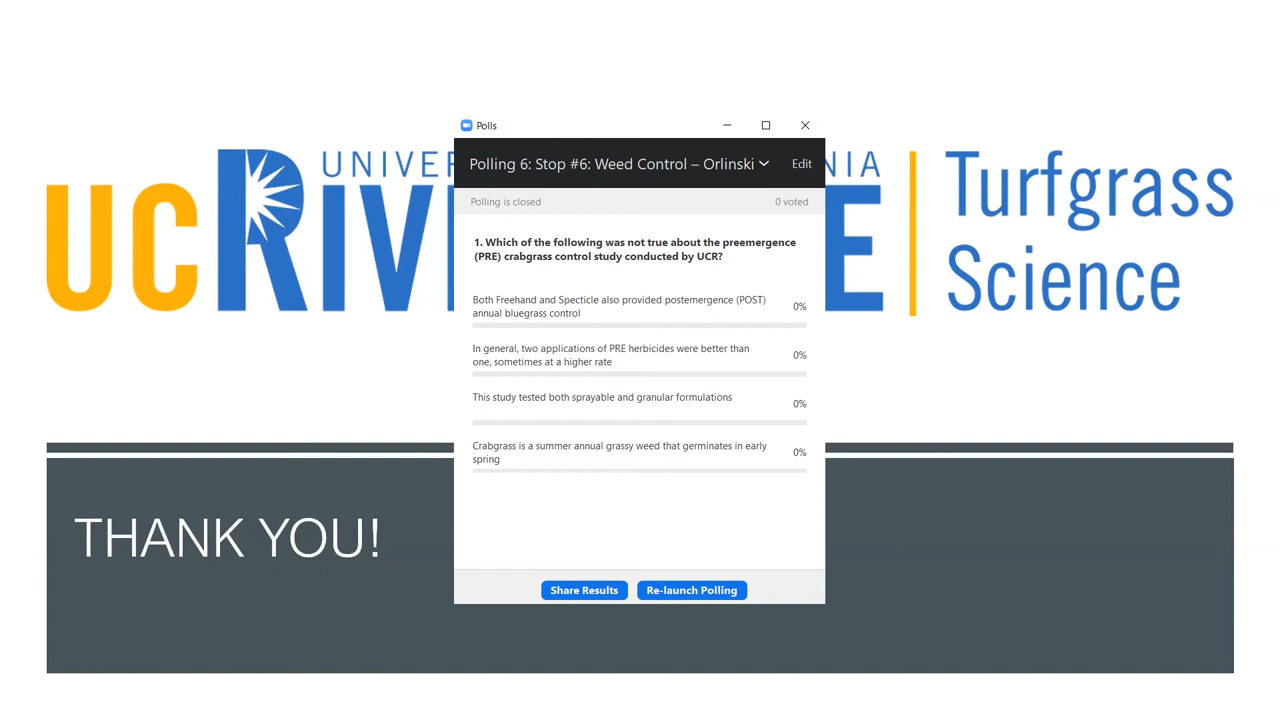 Polls
Polling 6: Stop #6: Weed Control – Orlinski
Edit
Polling is closed
0 voted
1. Which of the following was not true about the preemergence
(PRE) crabgrass control study conducted by UCR?
Both Freehand and Specticle also provided postemergence (POST)
annual bluegrass control
0%
In general, two applications of PRE herbicides were better than
one, sometimes at a higher rate
0%
This study tested both sprayable and granular formulations
0%
Crabgrass is a summer annual grassy weed that germinates in early
spring
0%
Share Results
Re-launch Polling
UC
Turfgrass
Science
THANK YOU!